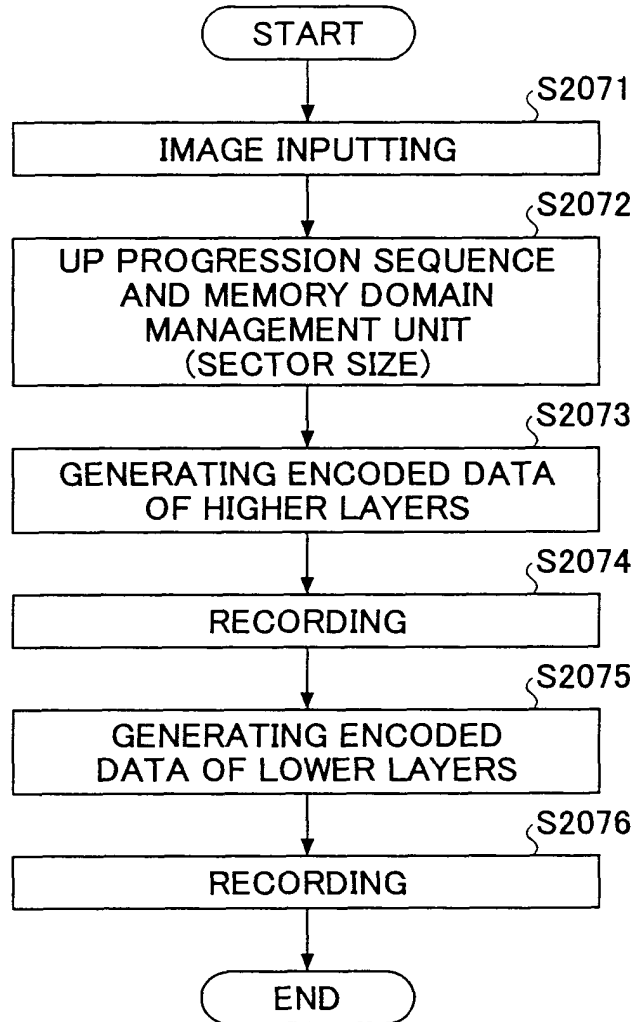 START
S2071
IMAGE INPUTTING
S2072
UP PROGRESSION SEQUENCE
AND MEMORY DOMAIN
MANAGEMENT UNIT
(SECTOR SIZE)
S2073
GENERATING ENCODED DATA
OF HIGHER LAYERS
S2074
RECORDING
S2075
GENERATING ENCODED
DATA OF LOWER LAYERS
S2076
RECORDING
END